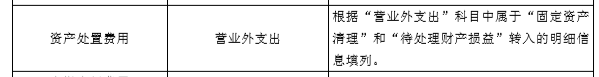 资产处置费用
营业外支出
根据“营业外支出”科目中属于“固定资产
清理”和“待处理财产损益”转入的明细信
息填列。